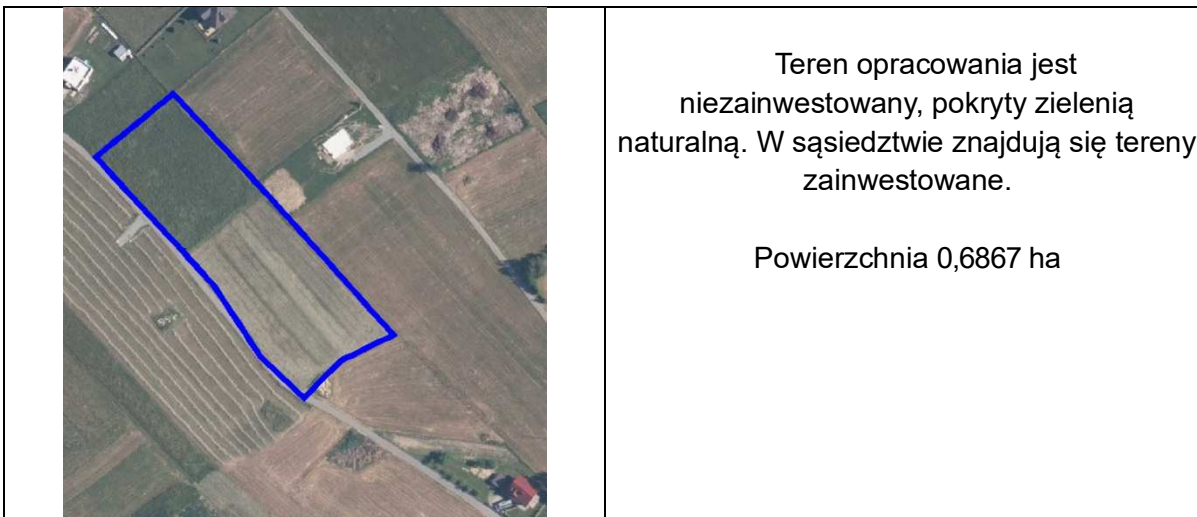 Teren opracowania jest
niezainwestowany, pokryty zielenią
naturalną. W sąsiedztwie znajdują się tereny
zainwestowane.
Powierzchnia 0,6867 ha